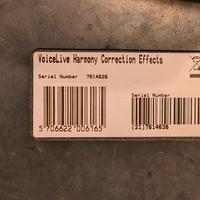 VoiceLive Harmony Correction Effects
Serial Number 7614636
Serial Number
5 706622 006165
(21)7614636